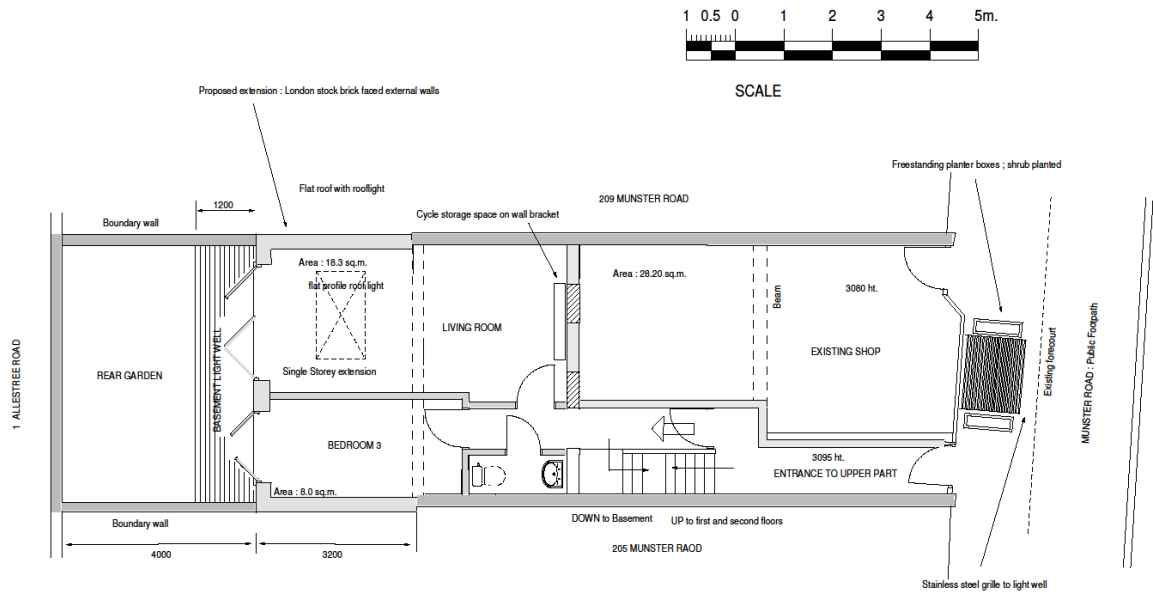 1 0.5 0 1 2 3 4 5m.
SCALE
Proposed extension : London stock brick faced external walls
Freestanding planter boxes ; shrub planted
Flat roof with rooflight
209 MUNSTER ROAD
1200
Cycle storage space on wall bracket
Boundary wall
Area : 18.3 sq.m.
flat profile roof light
Area : 28.20 sq.m.
Beam
3080 ht.
LIVING ROOM
EXISTING SHOP
Existing forecourt
MUNSTER ROAD : Public Footpath
1 ALLESTREE ROAD
REAR GARDEN
BASEMENT LIGHT WELL
Single Storey extension
BEDROOM 3
3095 ht.
ENTRANCE TO UPPER PART
Area : 8.0 sq.m.
Boundary wall
DOWN to Basement
UP to first and second floors
4000
3200
205 MUNSTER RAOD
Stainless steel grille to light well